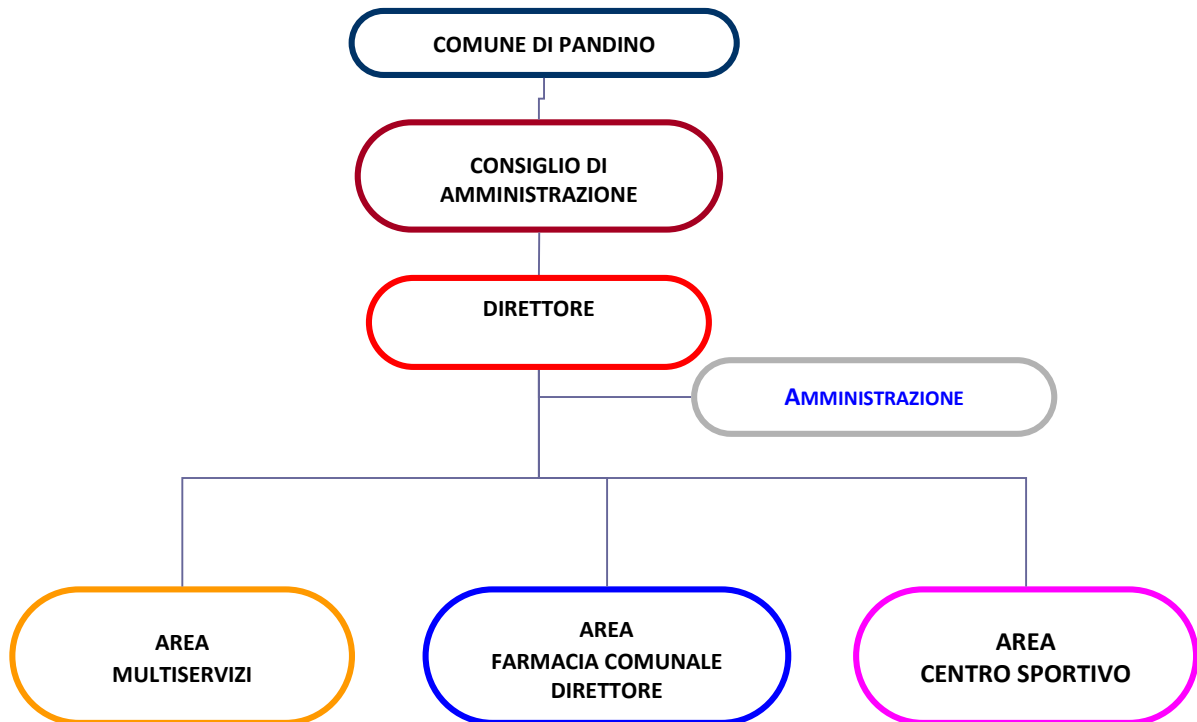 COMUNE DI PANDINO
CONSIGLIO DI
AMMINISTRAZIONE
DIRETTORE
AMMINISTRAZIONE
AREA
MULTISERVIZI
AREA
FARMACIA COMUNALE
DIRETTORE
AREA
CENTRO SPORTIVO